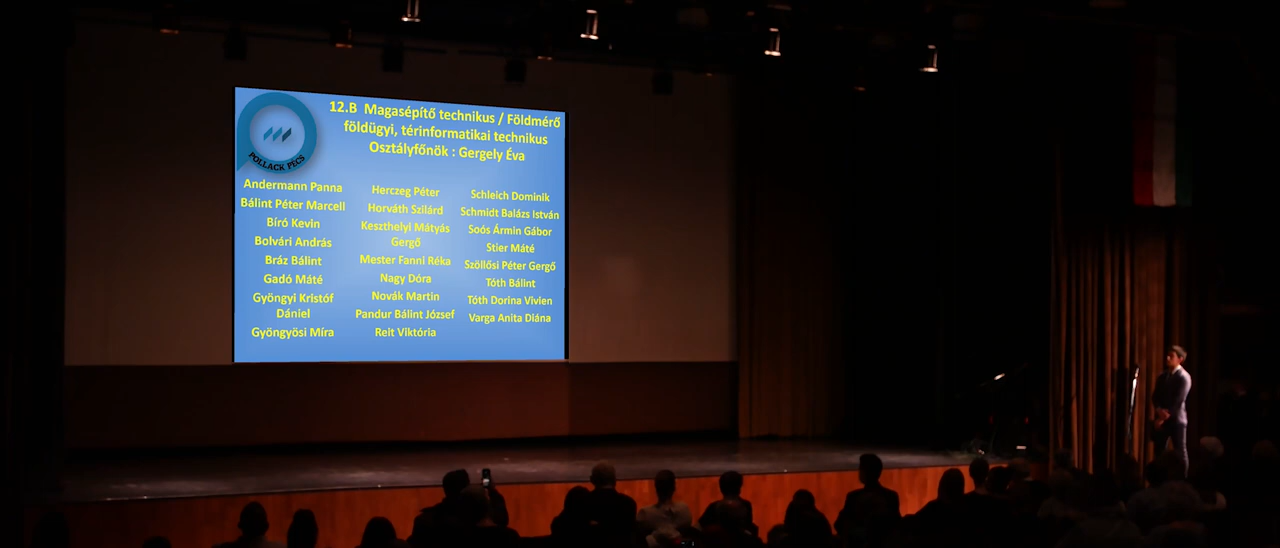 POLLACK PÉCS
12.B Magasépítő technikus / Földmérő
földügyi, térinformatikai technikus
Osztályfőnök : Gergely Éva
Andermann Panna
Bálint Péter Marcell
Bíró Kevin
Bolvári András
Bráz Bálint
Gadó Máté
Gyöngyi Kristóf
Dániel
Gyöngyösi Míra
Herczeg Péter
Horváth Szilárd
Keszthelyi Mátyás
Gergő
Mester Fanni Réka
Nagy Dóra
Novák Martin
Pandur Bálint József
Reit Viktória
Schleich Dominik
Schmidt Balázs István
Soós Ármin Gábor
Stier Máté
Szöllősi Péter Gergő
Tóth Bálint
Tóth Dorina Vivien
Varga Anita Diána